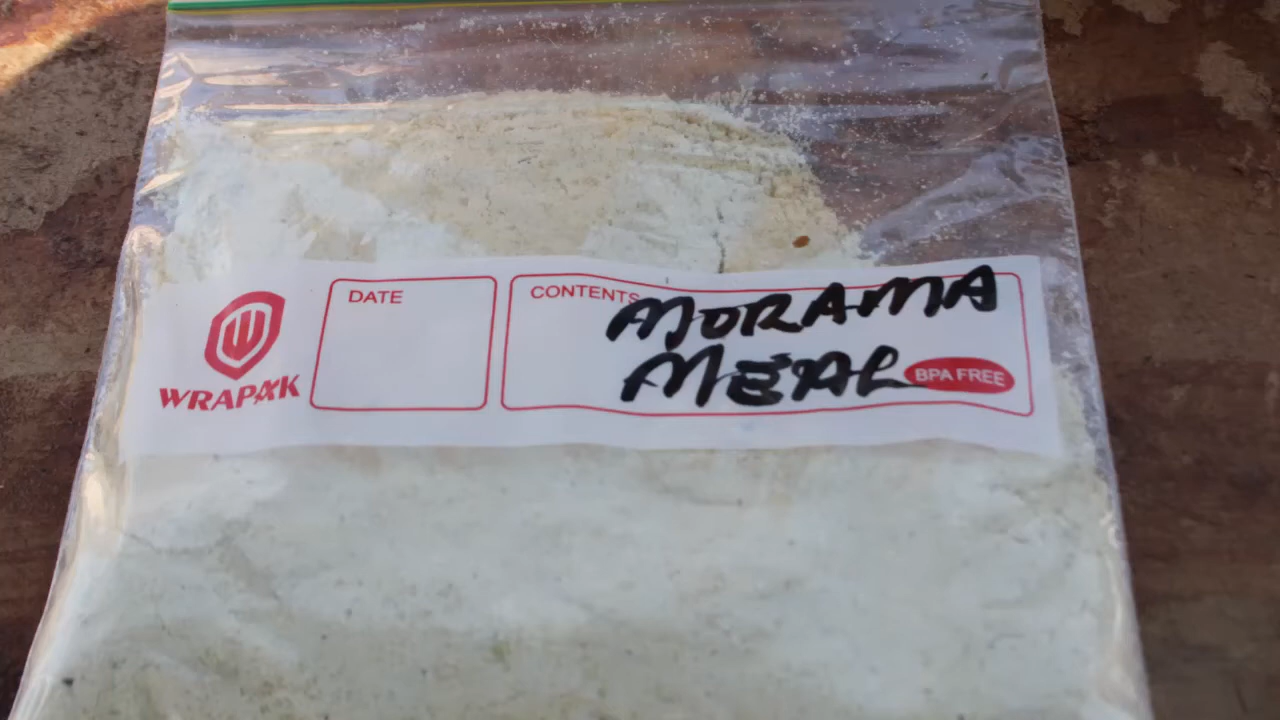 DATE
CONTENTS
MORAMA
MEAL
BPA FREE
W
WRAPAK